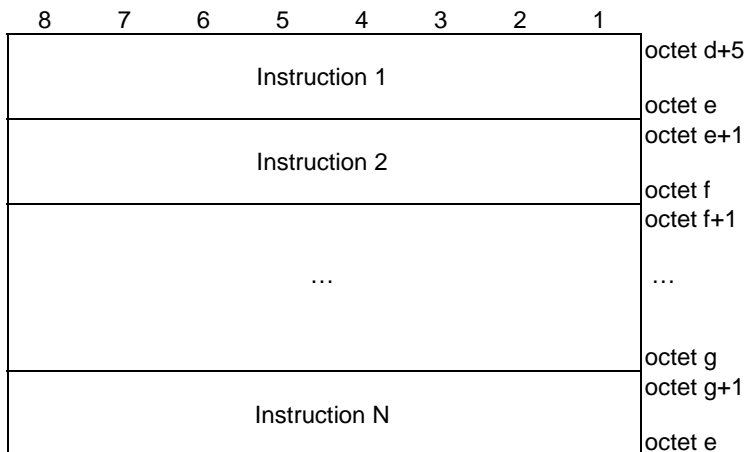 8 7 6 5 4 3 2 1
octet d+5
Instruction 1
octet e
octet e+1
Instruction 2
octet f
octet f+1
… …
octet g
octet g+1
Instruction N
octet e